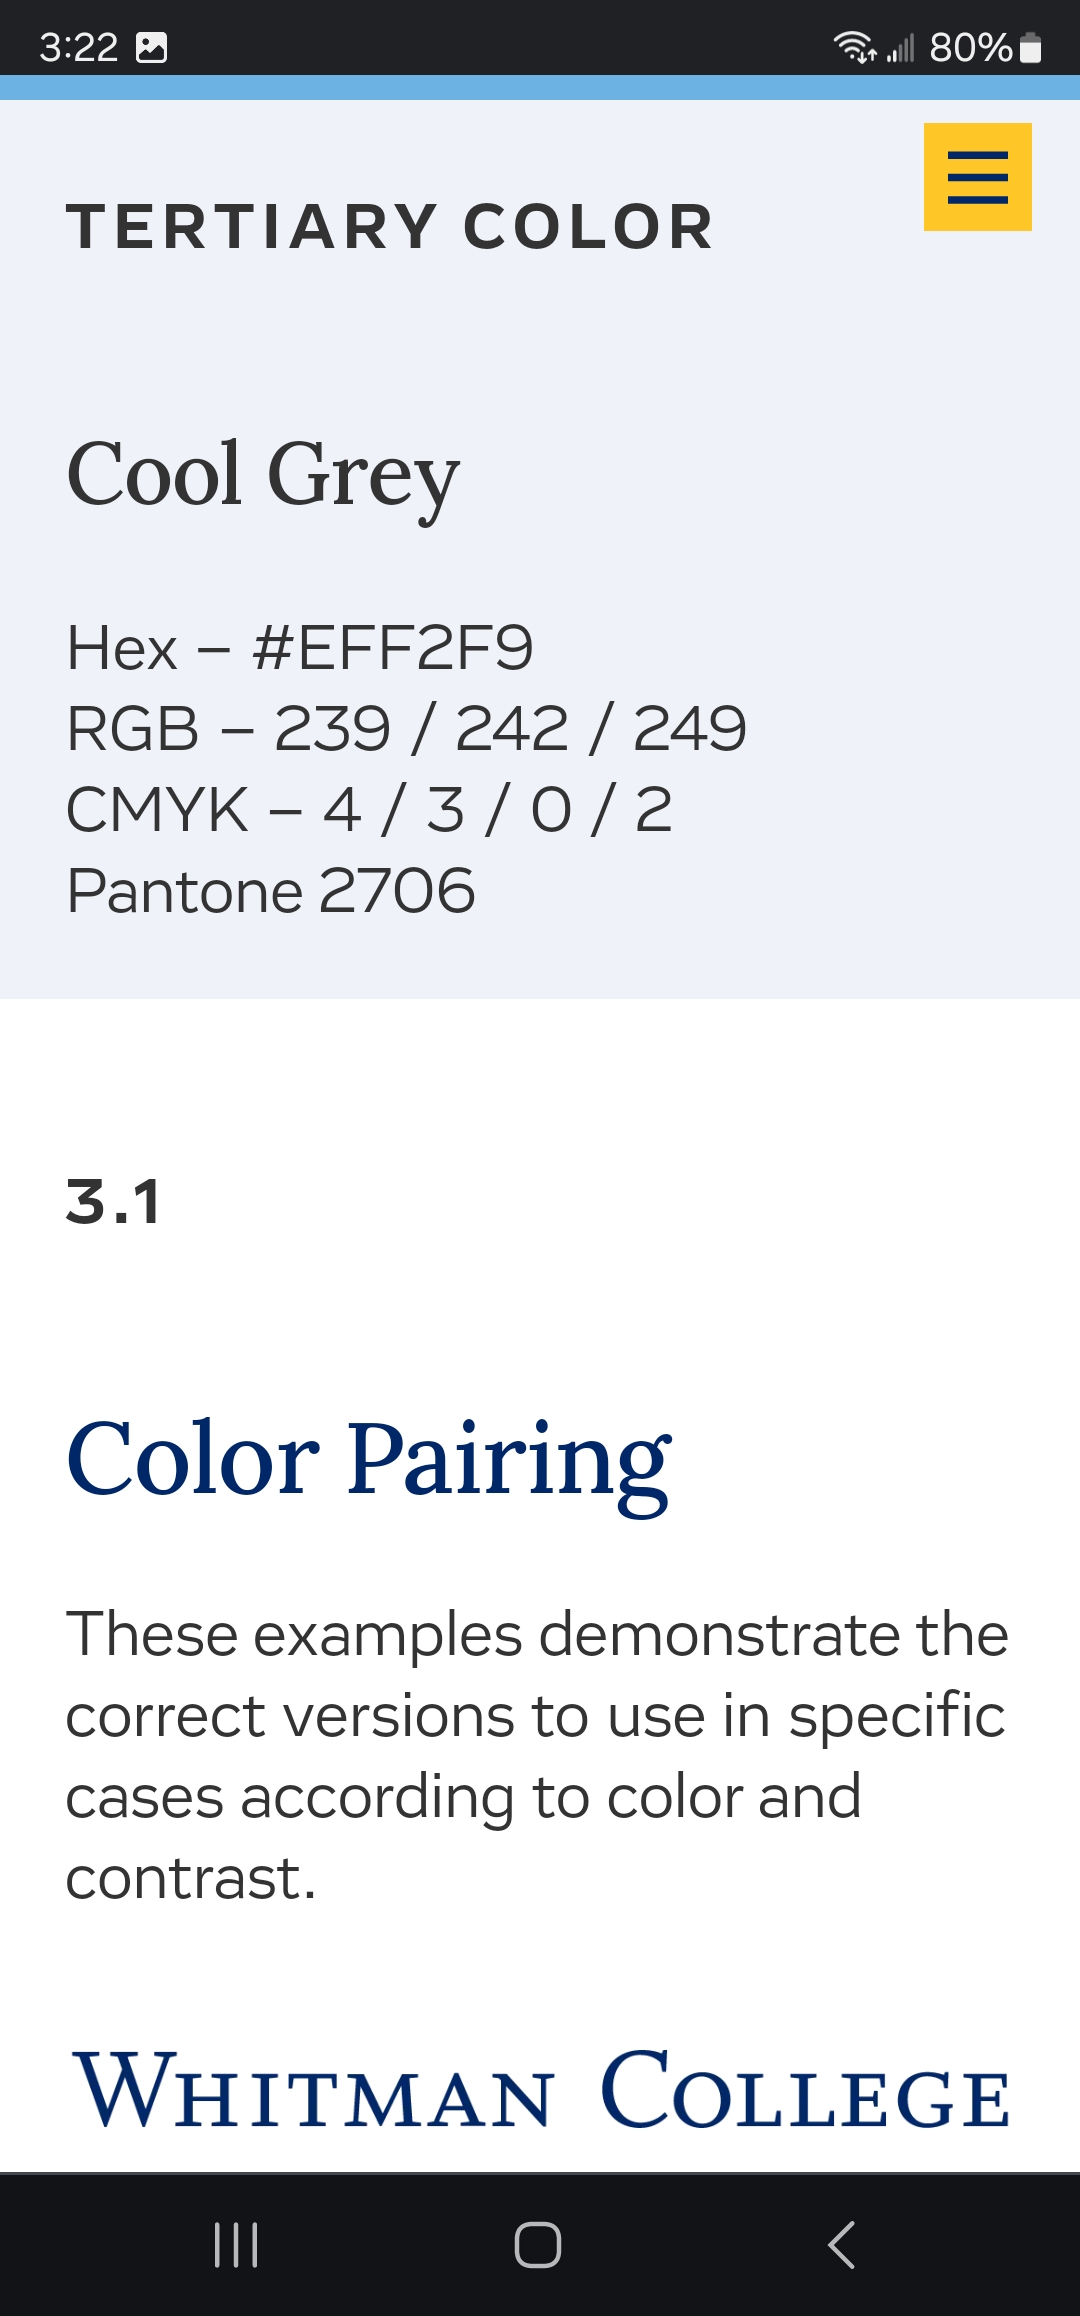 3:22 80%
TERTIARY COLOR
Cool Grey
Hex – #EFF2F9
RGB – 239 / 242 / 249
CMYK – 4 / 3 / 0 / 2
Pantone 2706
3.1
Color Pairing
These examples demonstrate the
correct versions to use in specific
cases according to color and
contrast.
WHITMAN COLLEGE